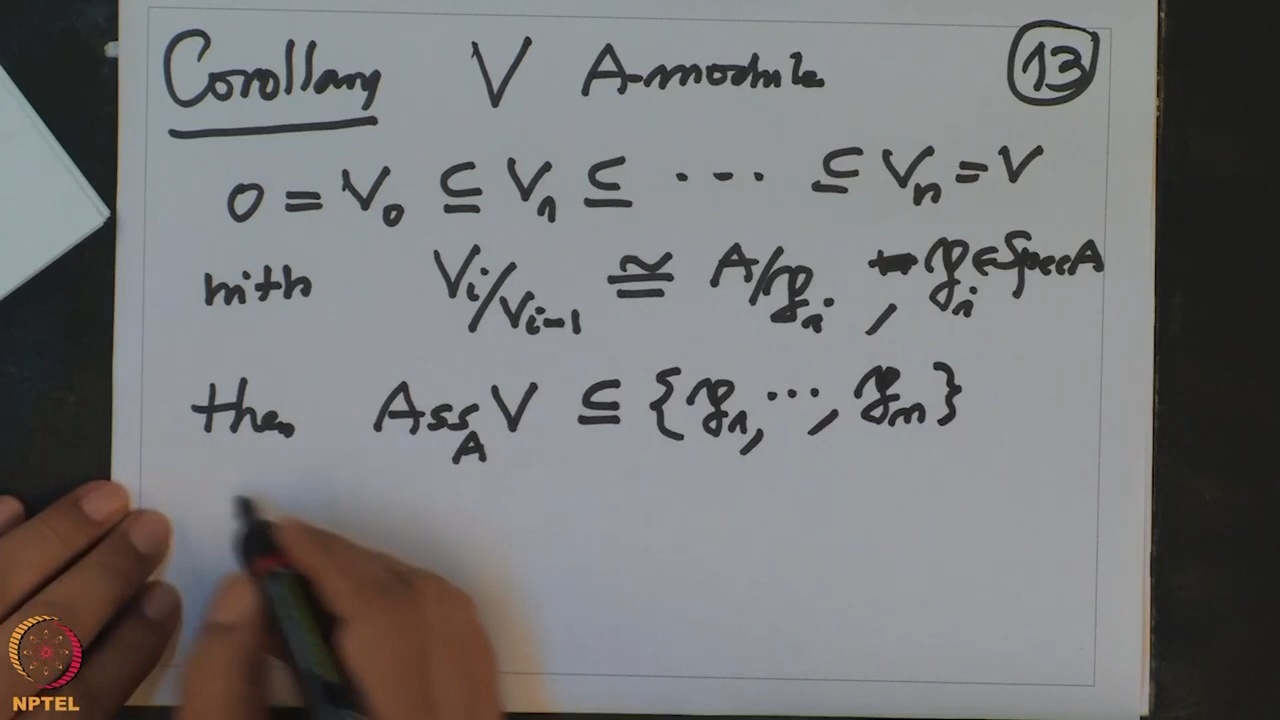 Corollary V A-module 13
0 = V₀ ⊆ V₁ ⊆ ··· ⊆ Vₙ = V
with Vᵢ/Vᵢ₋₁ ≅ A/𝔭ᵢ, 𝔭ᵢ ∈ Spec A
then Ass_A V ⊆ {𝔭₁, ···, 𝔭ₙ}
NPTEL